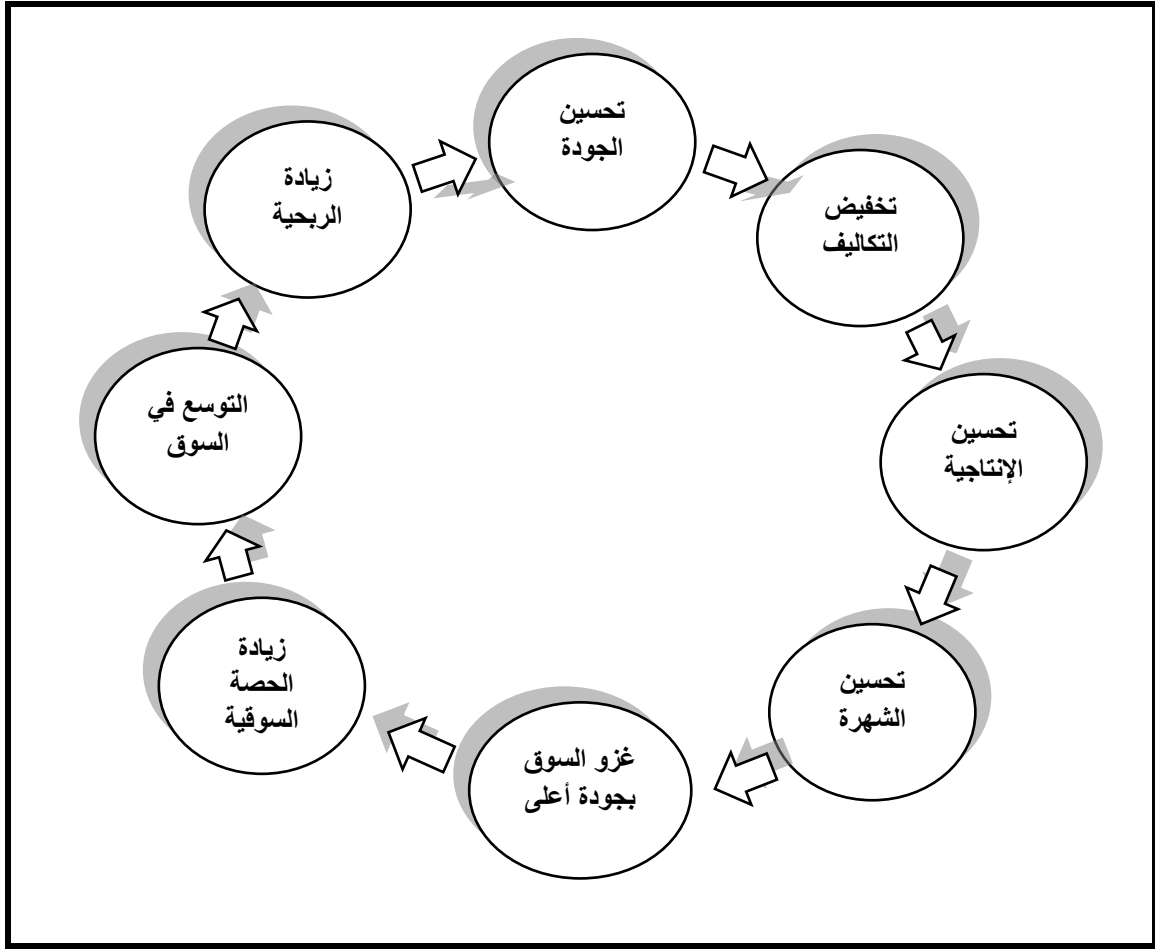 تحسين
الجودة
تخفيض
التكاليف
تحسين
الإنتاجية
تحسين
الشهرة
غزو السوق
بجودة أعلى
زيادة
الحصة
السوقية
التوسع في
السوق
زيادة
الربحية